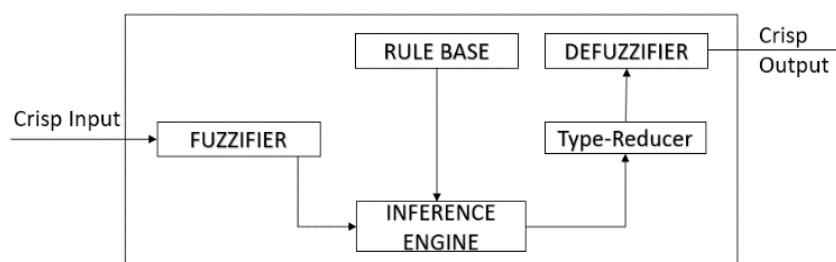 RULE BASE
DEFUZZIFIER
Crisp
Output
Crisp Input
FUZZIFIER
Type-Reducer
INFERENCE
ENGINE